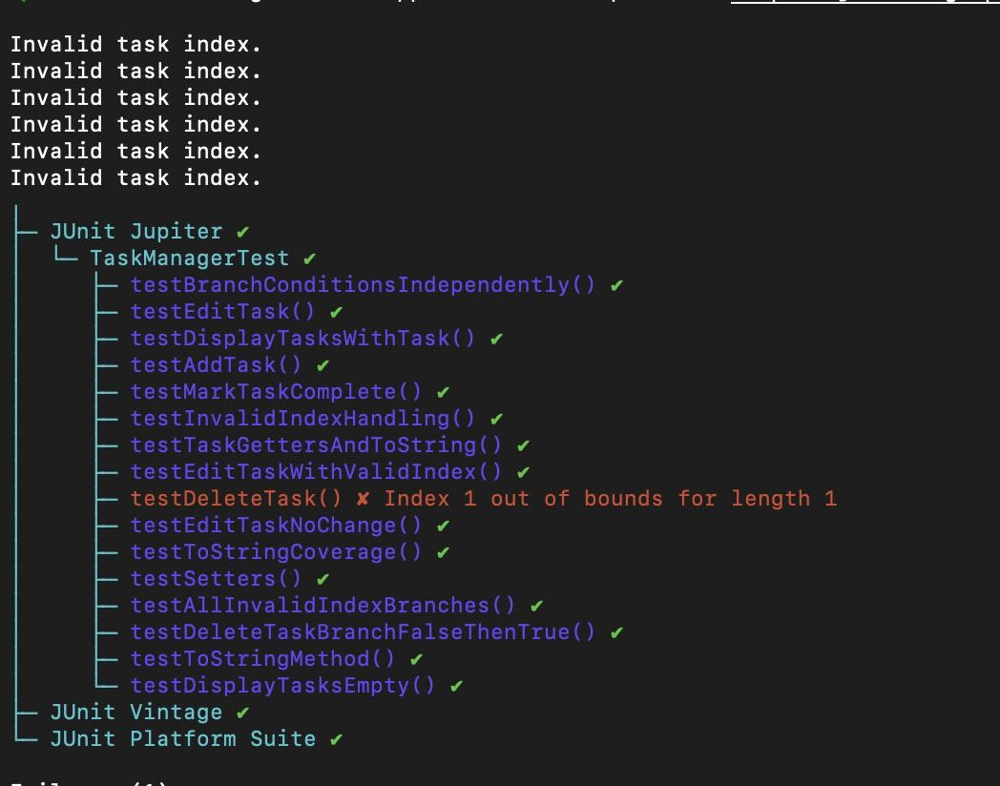 Invalid task index.
Invalid task index.
Invalid task index.
Invalid task index.
Invalid task index.
Invalid task index.
├─ JUnit Jupiter ✔
│  └─ TaskManagerTest ✔
│     ├─ testBranchConditionsIndependently() ✔
│     ├─ testEditTask() ✔
│     ├─ testDisplayTasksWithTask() ✔
│     ├─ testAddTask() ✔
│     ├─ testMarkTaskComplete() ✔
│     ├─ testInvalidIndexHandling() ✔
│     ├─ testTaskGettersAndToString() ✔
│     ├─ testEditTaskWithValidIndex() ✔
│     ├─ testDeleteTask() ✘ Index 1 out of bounds for length 1
│     ├─ testEditTaskNoChange() ✔
│     ├─ testToStringCoverage() ✔
│     ├─ testSetters() ✔
│     ├─ testAllInvalidIndexBranches() ✔
│     ├─ testDeleteTaskBranchFalseThenTrue() ✔
│     ├─ testToStringMethod() ✔
│     └─ testDisplayTasksEmpty() ✔
├─ JUnit Vintage ✔
└─ JUnit Platform Suite ✔